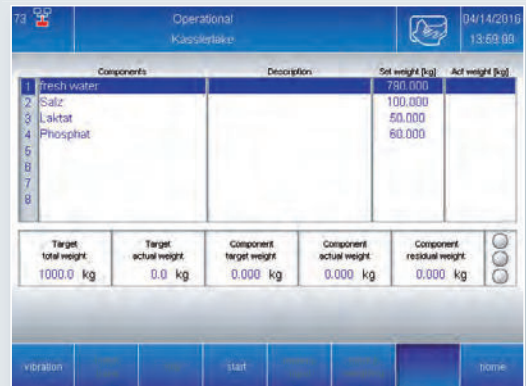 73 Operational 04/14/2016
Kasslerlake 13:59:09
Components Description Set weight [kg] Act weight [kg]
1 fresh water 790.000
2 Salz 100.000
3 Laktat 50.000
4 Phosphat 60.000
5
6
7
8
Target total weight
1000.0 kg
Target actual weight
0.0 kg
Component target weight
0.000 kg
Component actual weight
0.000 kg
Component residual weight
0.000 kg
vibration start home